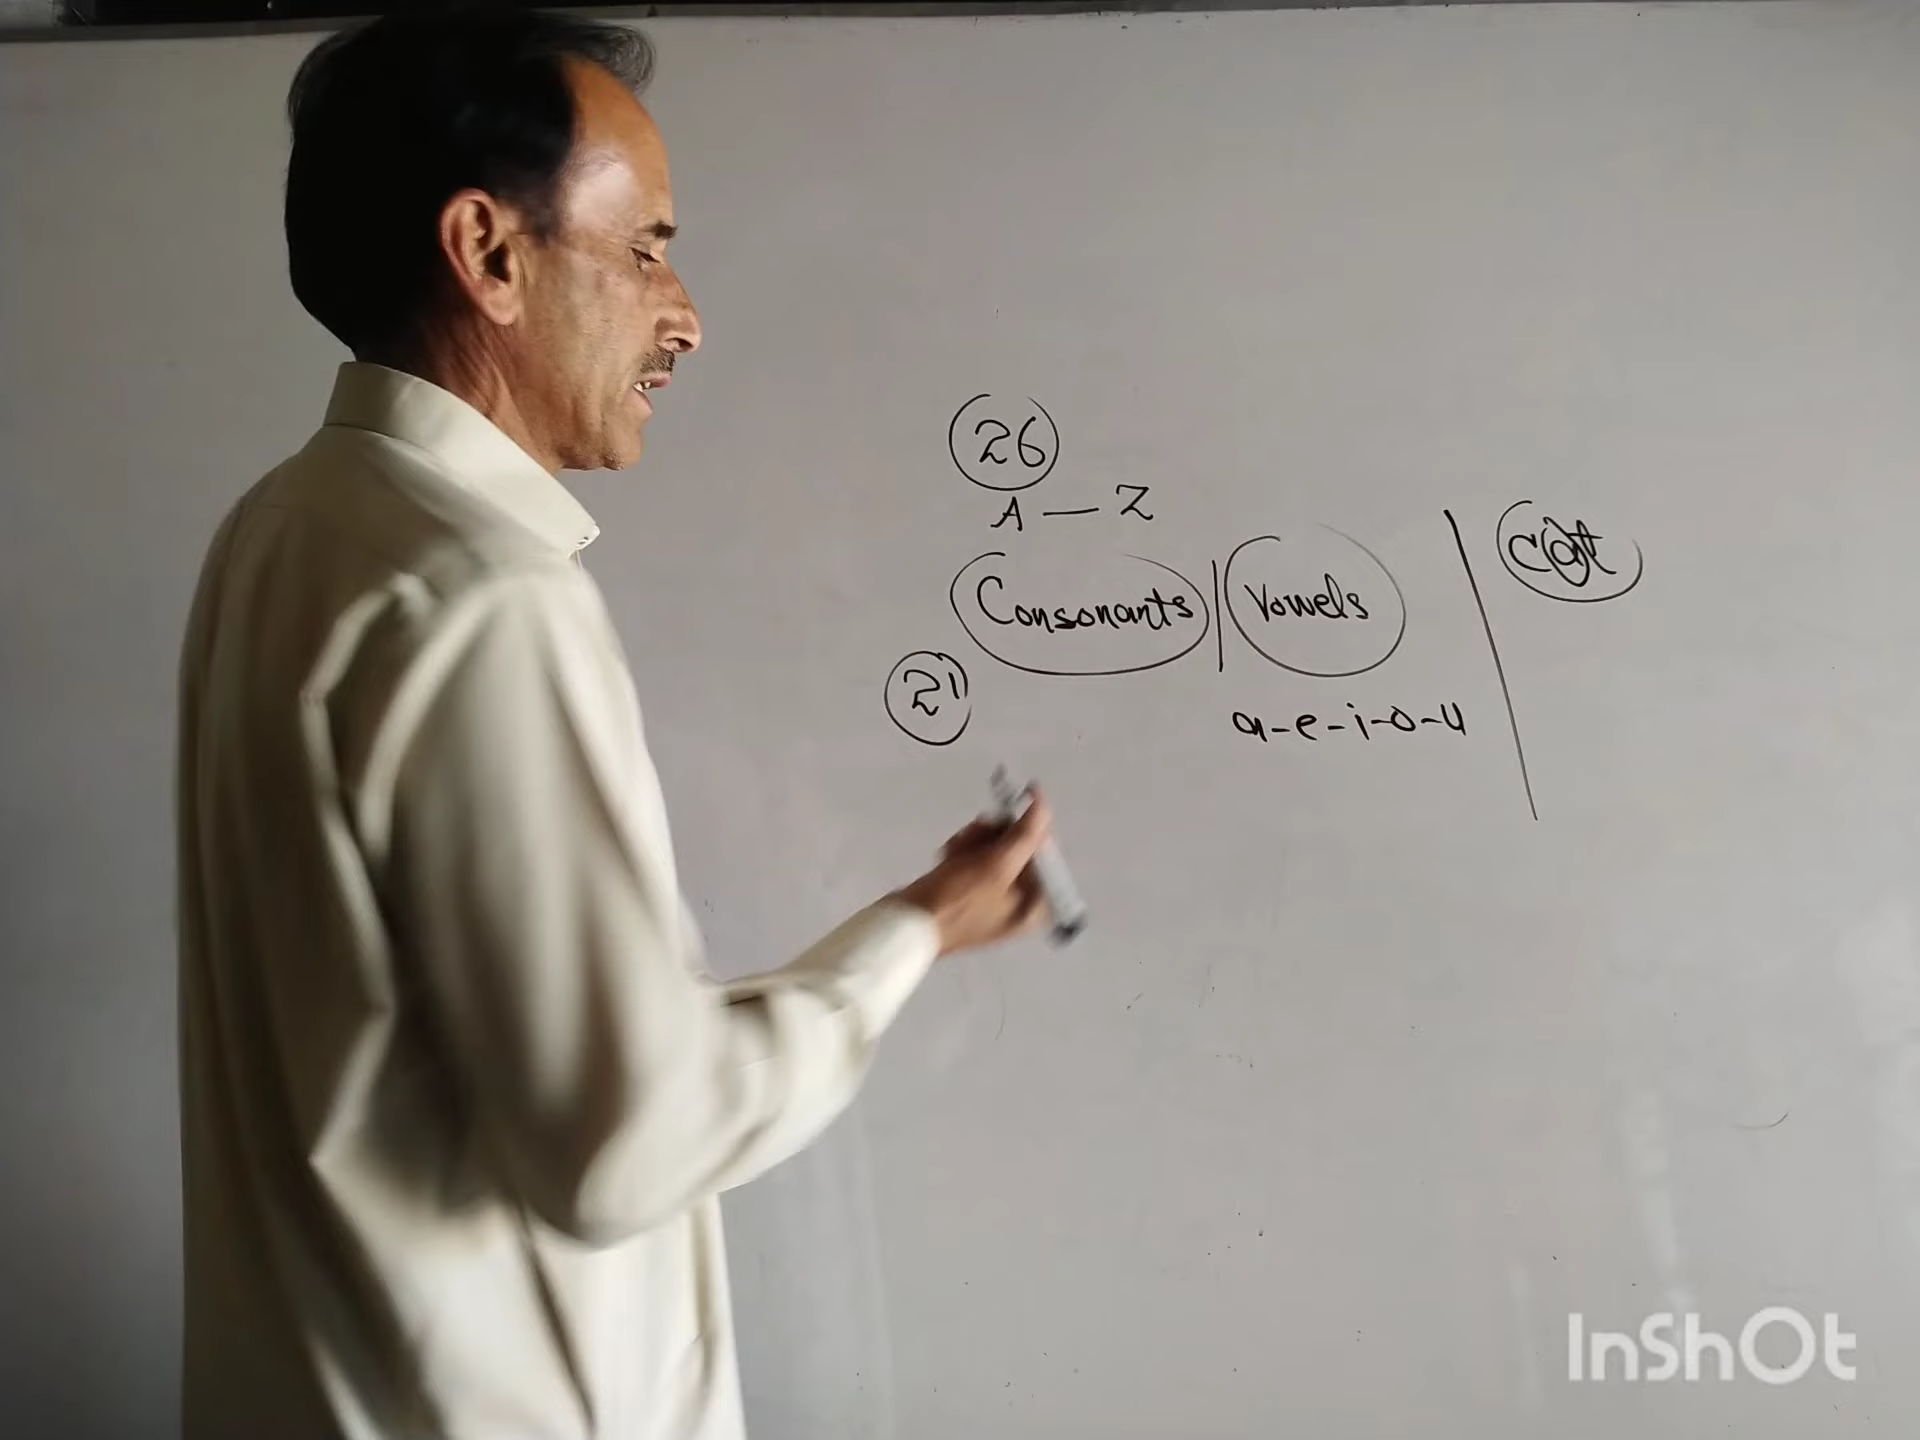 26
A — Z
Consonants / Vowels
21
a-e-i-o-u
cat
InShOt